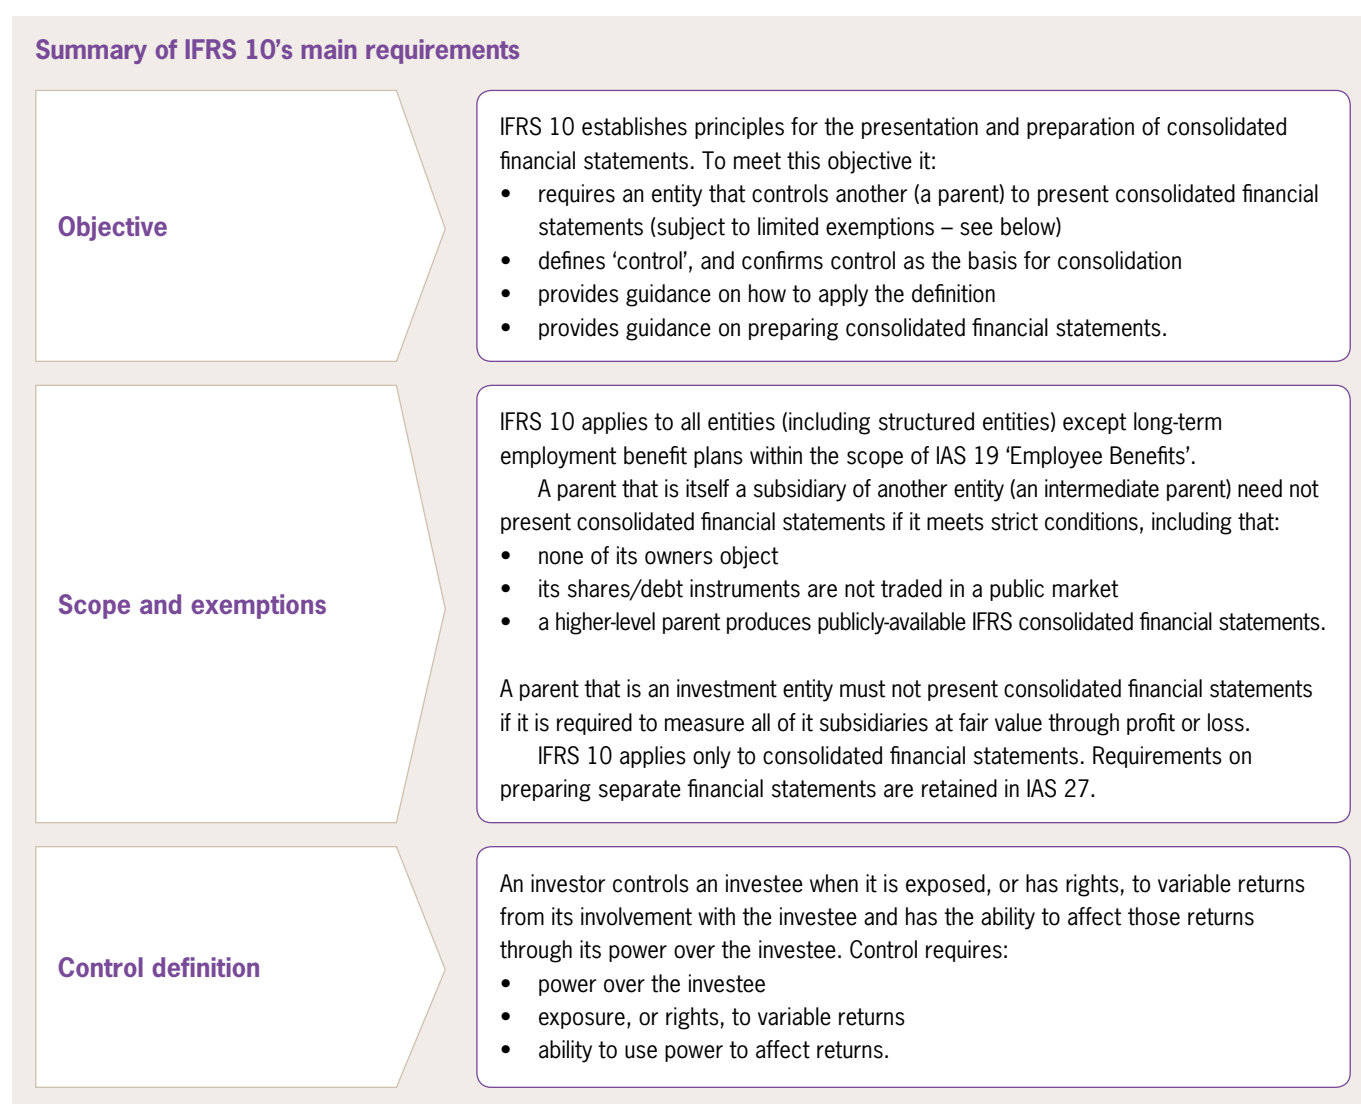 Summary of IFRS 10’s main requirements
Objective
IFRS 10 establishes principles for the presentation and preparation of consolidated
financial statements. To meet this objective it:
• requires an entity that controls another (a parent) to present consolidated financial
statements (subject to limited exemptions – see below)
• defines ‘control’, and confirms control as the basis for consolidation
• provides guidance on how to apply the definition
• provides guidance on preparing consolidated financial statements.
Scope and exemptions
IFRS 10 applies to all entities (including structured entities) except long-term
employment benefit plans within the scope of IAS 19 ‘Employee Benefits’.
A parent that is itself a subsidiary of another entity (an intermediate parent) need not
present consolidated financial statements if it meets strict conditions, including that:
• none of its owners object
• its shares/debt instruments are not traded in a public market
• a higher-level parent produces publicly-available IFRS consolidated financial statements.
A parent that is an investment entity must not present consolidated financial statements
if it is required to measure all of it subsidiaries at fair value through profit or loss.
IFRS 10 applies only to consolidated financial statements. Requirements on
preparing separate financial statements are retained in IAS 27.
Control definition
An investor controls an investee when it is exposed, or has rights, to variable returns
from its involvement with the investee and has the ability to affect those returns
through its power over the investee. Control requires:
• power over the investee
• exposure, or rights, to variable returns
• ability to use power to affect returns.